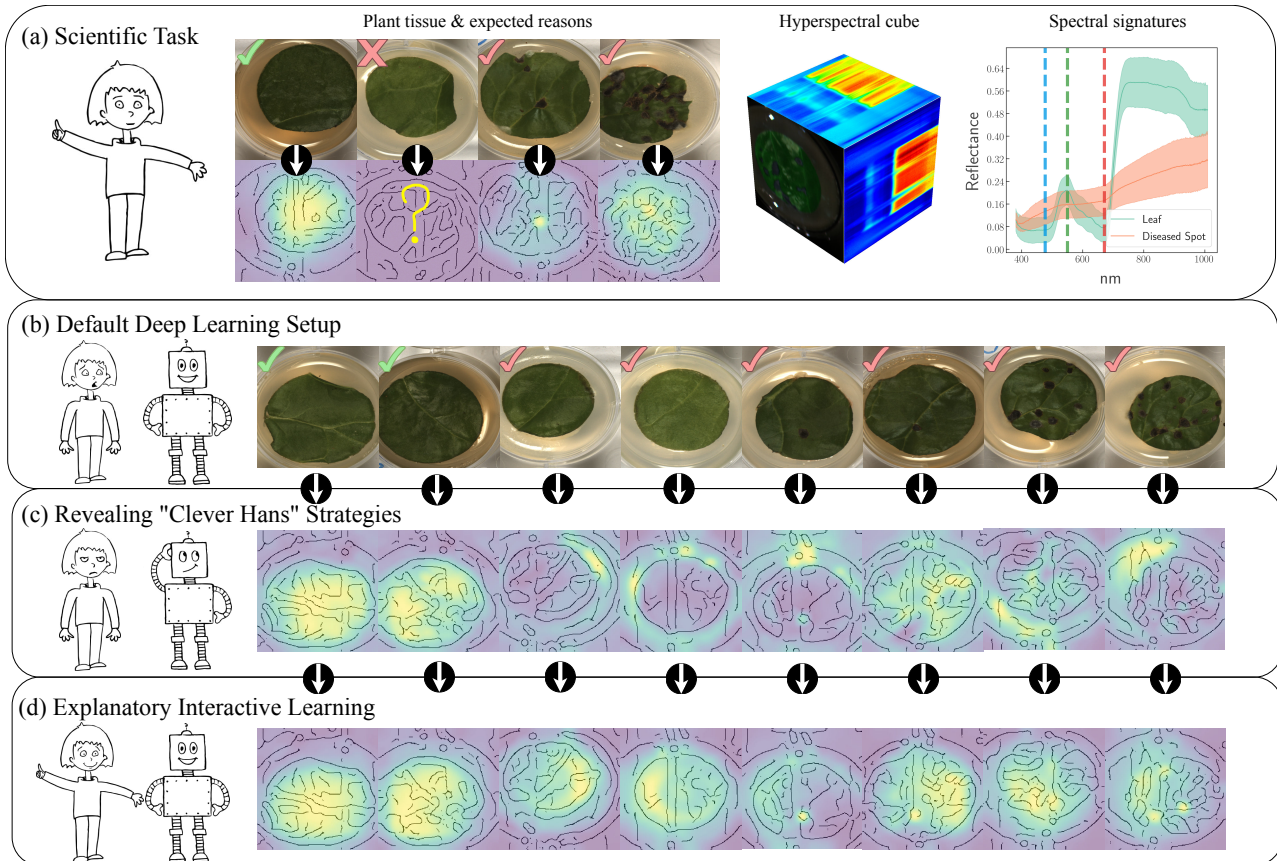 (a) Scientific Task
Plant tissue & expected reasons
Hyperspectral cube
Spectral signatures
?
Reflectance
0.64
0.56
0.48
0.40
0.32
0.24
0.16
0.08
0.00
Leaf
Diseased Spot
400
600
800
1000
nm
(b) Default Deep Learning Setup
(c) Revealing "Clever Hans" Strategies
(d) Explanatory Interactive Learning